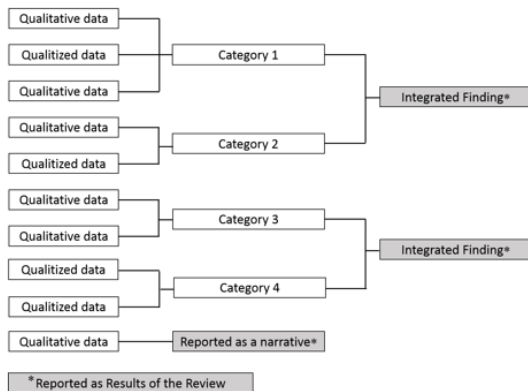 Qualitative data
Qualitized data
Qualitative data
Category 1
Qualitative data
Qualitized data
Category 2
Integrated Finding*
Qualitative data
Qualitative data
Category 3
Qualitized data
Qualitized data
Category 4
Integrated Finding*
Qualitative data
Reported as a narrative*
*Reported as Results of the Review